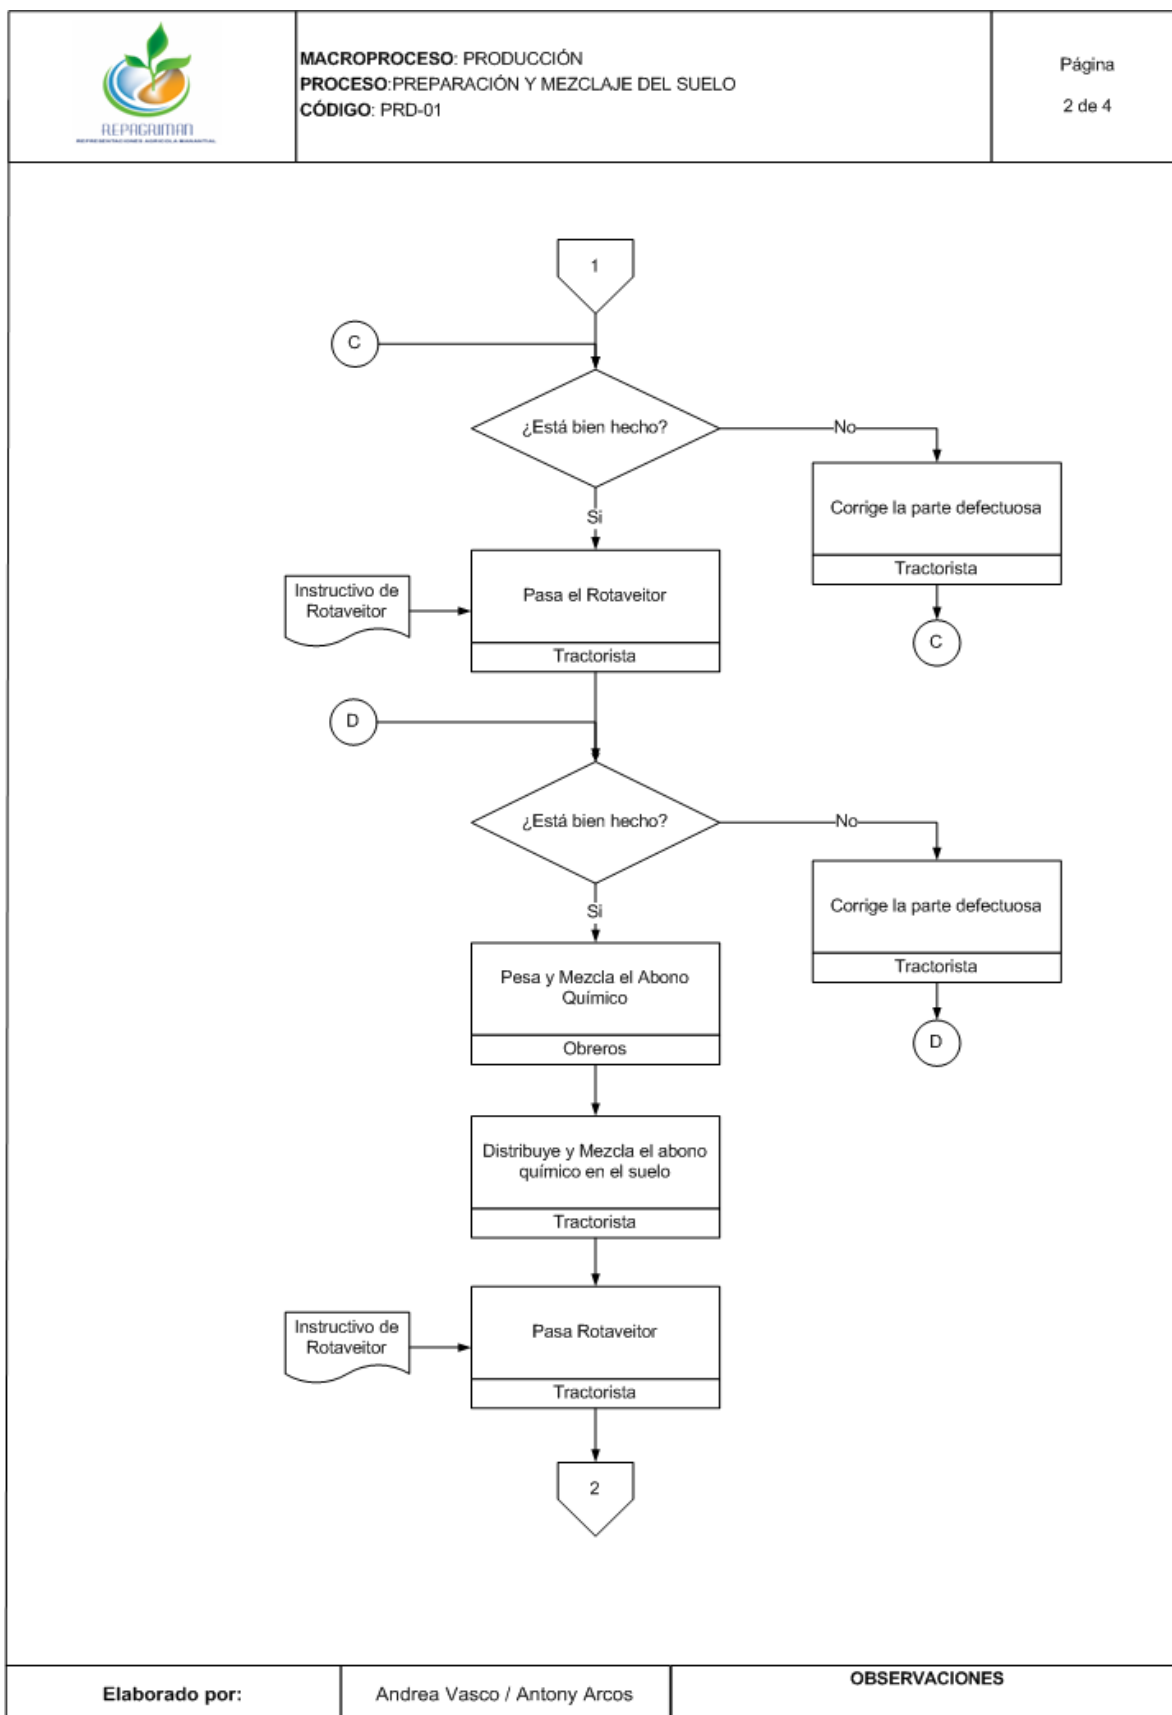 REPAGRIMAN
REPRESENTACIONES AGRICOLA MANANTIAL
MACROPROCESO: PRODUCCIÓN
PROCESO:PREPARACIÓN Y MEZCLAJE DEL SUELO
CÓDIGO: PRD-01
Página
2 de 4
1
C
¿Está bien hecho?
No
Corrige la parte defectuosa
Tractorista
C
Si
Instructivo de
Rotaveitor
Pasa el Rotaveitor
Tractorista
D
¿Está bien hecho?
No
Corrige la parte defectuosa
Tractorista
D
Si
Pesa y Mezcla el Abono
Químico
Obreros
Distribuye y Mezcla el abono
químico en el suelo
Tractorista
Instructivo de
Rotaveitor
Pasa Rotaveitor
Tractorista
2
Elaborado por:
Andrea Vasco / Antony Arcos
OBSERVACIONES